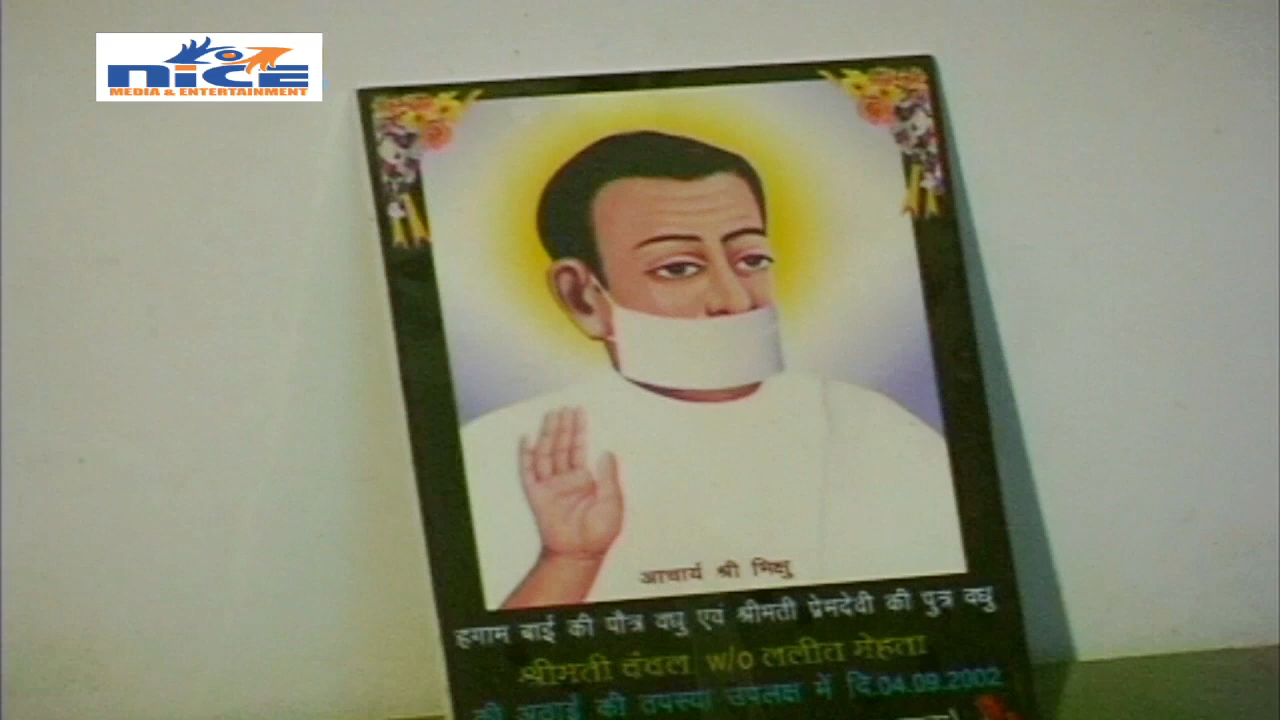 NICE
MEDIA & ENTERTAINMENT
आचार्य श्री भिक्षु
हगाम बाई की पौत्र वधु एवं श्रीमती प्रेमदेवी की पुत्र वधु
श्रीमती चंचल w/o ललीत मेहता
की अठाई की तपस्या उपलक्ष में दि.04.09.2002